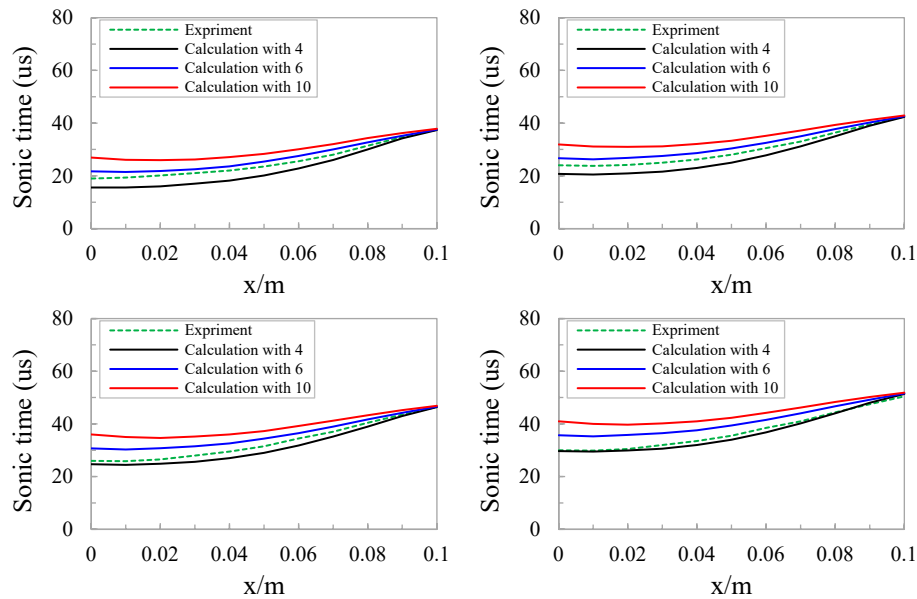 80
60
40
20
0
Sonic time (us)
Expriment
Calculation with 4
Calculation with 6
Calculation with 10
0 0.02 0.04 0.06 0.08 0.1
x/m
80
60
40
20
0
Sonic time (us)
Expriment
Calculation with 4
Calculation with 6
Calculation with 10
0 0.02 0.04 0.06 0.08 0.1
x/m
80
60
40
20
0
Sonic time (us)
Expriment
Calculation with 4
Calculation with 6
Calculation with 10
0 0.02 0.04 0.06 0.08 0.1
x/m
80
60
40
20
0
Sonic time (us)
Expriment
Calculation with 4
Calculation with 6
Calculation with 10
0 0.02 0.04 0.06 0.08 0.1
x/m